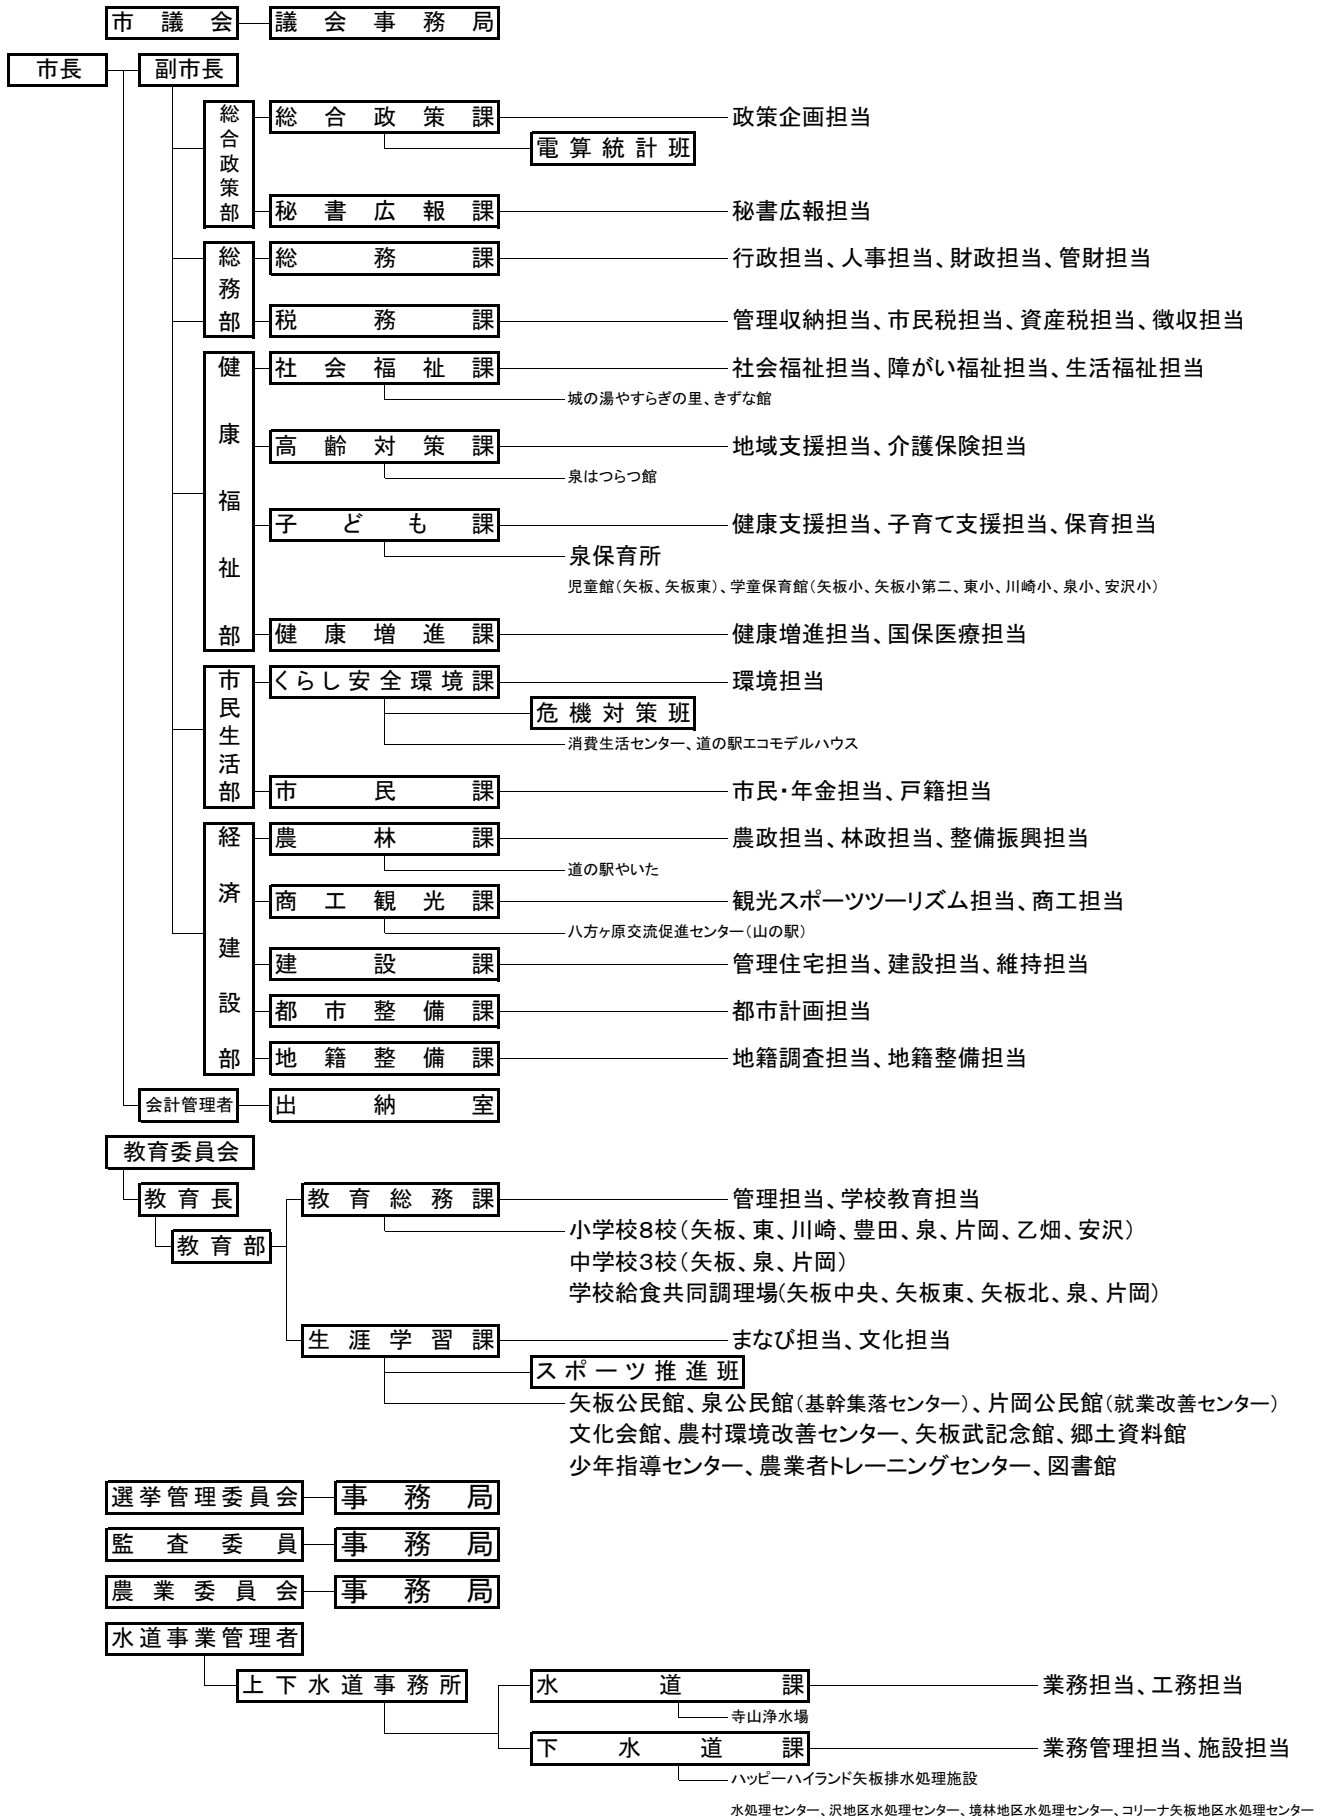 市議会 議会事務局
市長 副市長
総合政策部 総合政策課 政策企画担当
電算統計班
秘書広報課 秘書広報担当
総務部 総務課 行政担当、人事担当、財政担当、管財担当
税務課 管理収納担当、市民税担当、資産税担当、徴収担当
健康福祉部 社会福祉課 社会福祉担当、障がい福祉担当、生活福祉担当
城の湯やすらぎの里、きずな館
高齢対策課 地域支援担当、介護保険担当
泉はつらつ館
子ども課 健康支援担当、子育て支援担当、保育担当
泉保育所
児童館(矢板、矢板東)、学童保育館(矢板小、矢板小第二、東小、川崎小、泉小、安沢小)
健康増進課 健康増進担当、国保医療担当
市民生活部 くらし安全環境課 環境担当
危機対策班
消費生活センター、道の駅エコモデルハウス
市民課 市民・年金担当、戸籍担当
経済建設部 農林課 農政担当、林政担当、整備振興担当
道の駅やいた
商工観光課 観光スポーツツーリズム担当、商工担当
八方ヶ原交流促進センター(山の駅)
建設課 管理住宅担当、建設担当、維持担当
都市整備課 都市計画担当
地籍整備課 地籍調査担当、地籍整備担当
会計管理者 出納室
教育委員会
教育長 教育総務課 管理担当、学校教育担当
小学校8校(矢板、東、川崎、豊田、泉、片岡、乙畑、安沢)
教育部
中学校3校(矢板、泉、片岡)
学校給食共同調理場(矢板中央、矢板東、矢板北、泉、片岡)
生涯学習課 まなび担当、文化担当
スポーツ推進班
矢板公民館、泉公民館(基幹集落センター)、片岡公民館(就業改善センター)
文化会館、農村環境改善センター、矢板武記念館、郷土資料館
少年指導センター、農業者トレーニングセンター、図書館
選挙管理委員会 事務局
監査委員 事務局
農業委員会 事務局
水道事業管理者
上下水道事務所 水道課 業務担当、工務担当
寺山浄水場
下水道課 業務管理担当、施設担当
ハッピーハイランド矢板排水処理施設
水処理センター、沢地区水処理センター、境林地区水処理センター、コリーナ矢板地区水処理センター